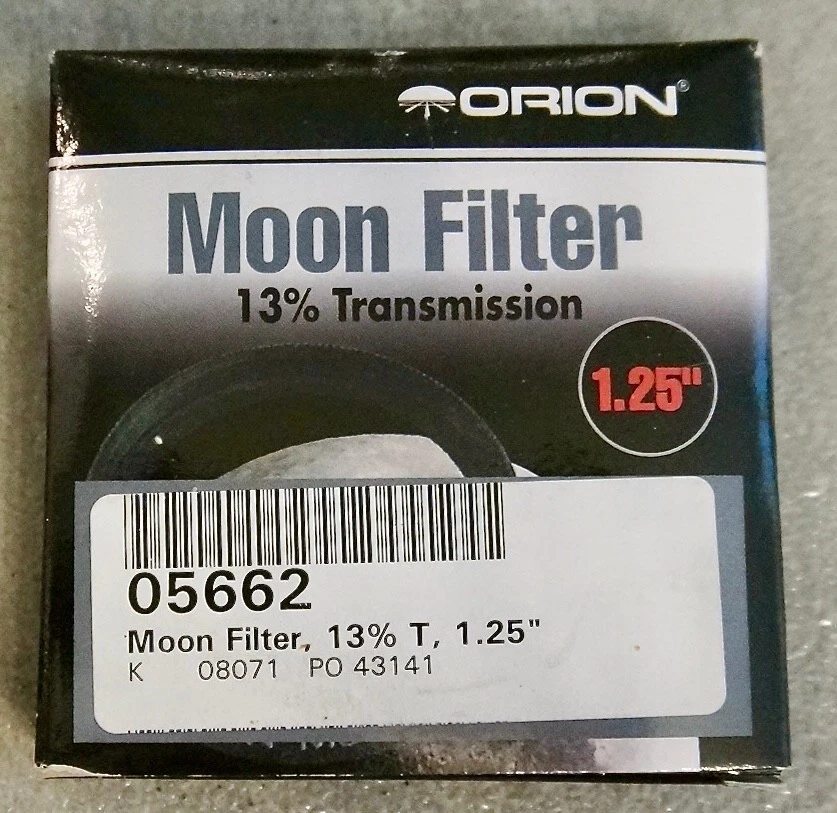 ORION®
Moon Filter
13% Transmission
1.25"
05662
Moon Filter, 13% T, 1.25"
K 08071 PO 43141